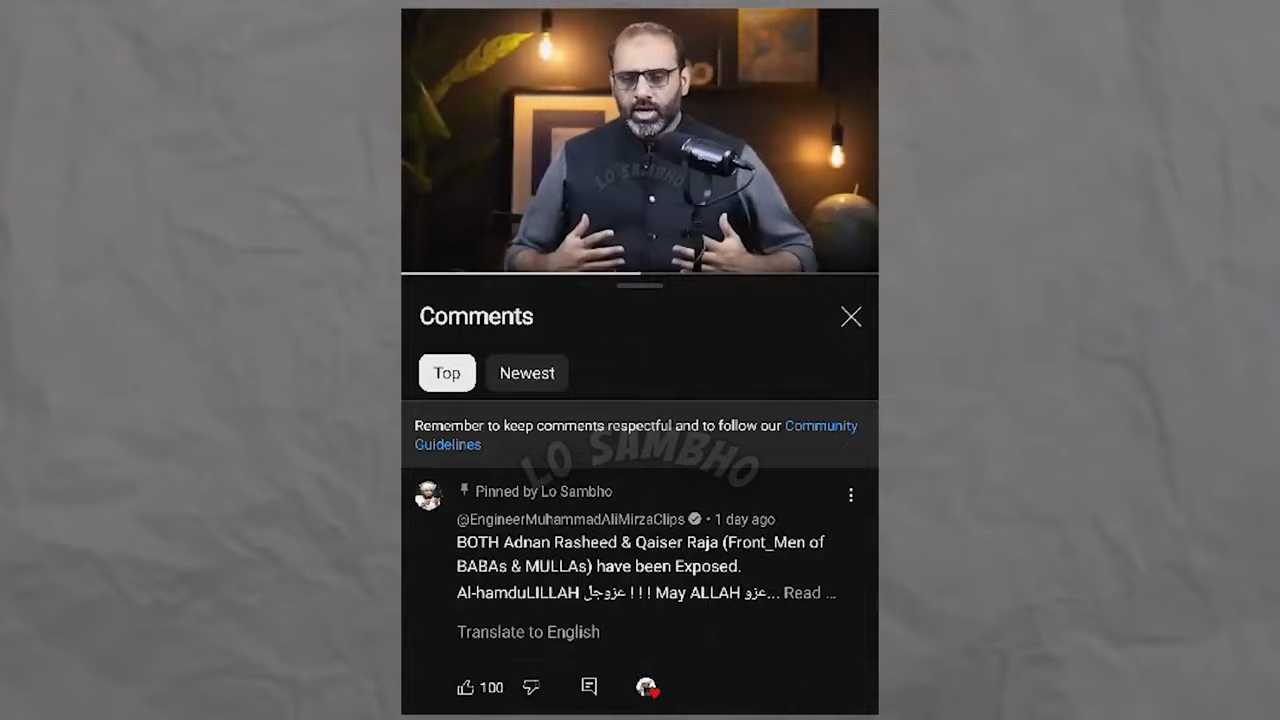 LO SAMBHO
Comments
Top
Newest
Remember to keep comments respectful and to follow our Community
Guidelines
LO SAMBHO
Pinned by Lo Sambho
@EngineerMuhammadAliMirzaClips • 1 day ago
BOTH Adnan Rasheed & Qaiser Raja (Front_Men of
BABAs & MULLAs) have been Exposed.
Al-hamduLILLAH عزوجل ! ! ! May ALLAH عزو... Read ...
Translate to English
100